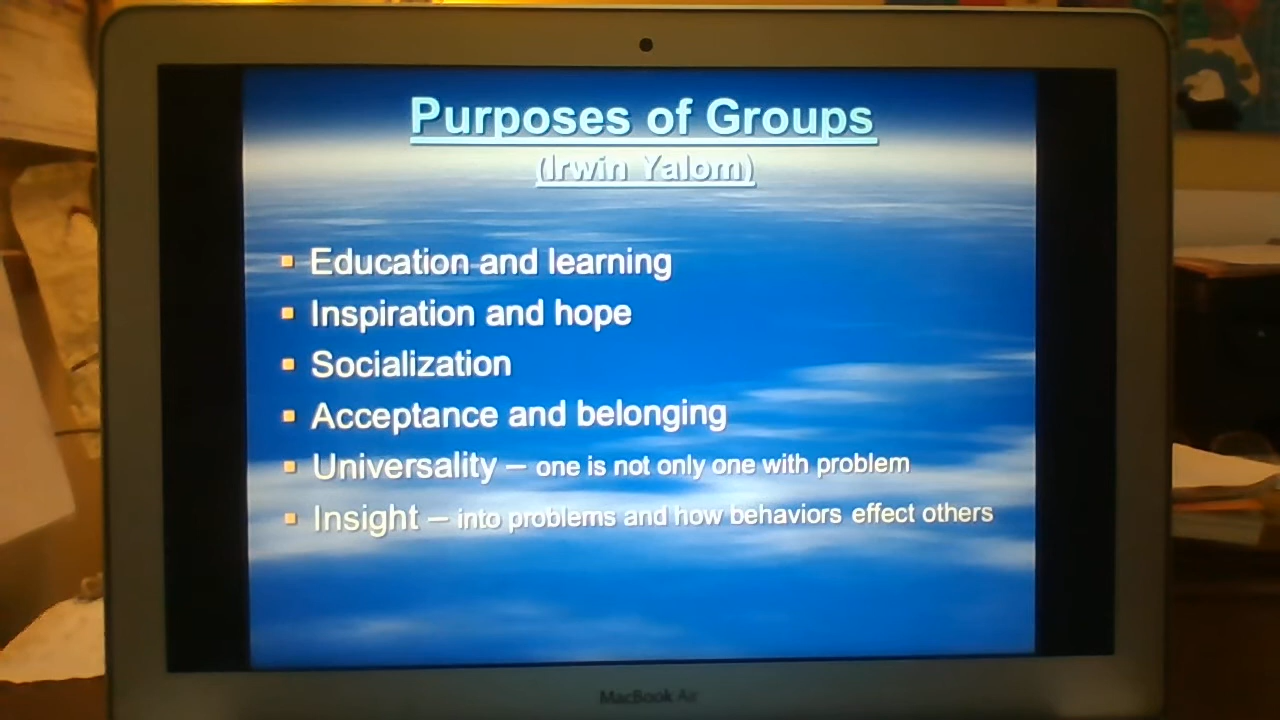 Purposes of Groups
(Irwin Yalom)
Education and learning
Inspiration and hope
Socialization
Acceptance and belonging
Universality – one is not only one with problem
Insight – into problems and how behaviors effect others
MacBook Air